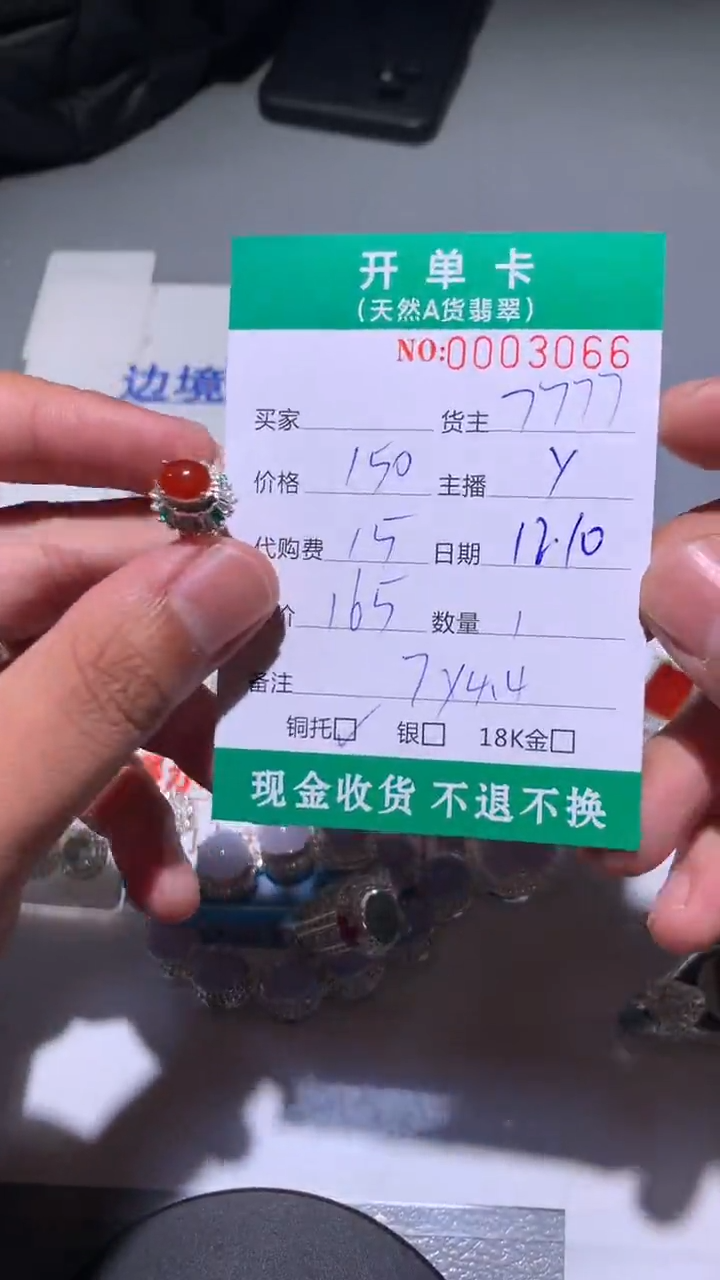 开单卡
(天然A货翡翠)
NO:0003066
边境
买家 货主 7777
价格 150 主播 y
代购费 15 日期 12.10
价 165 数量 1
备注 7y4.4
铜托☑ 银☐ 18K金☐
现金收货 不退不换